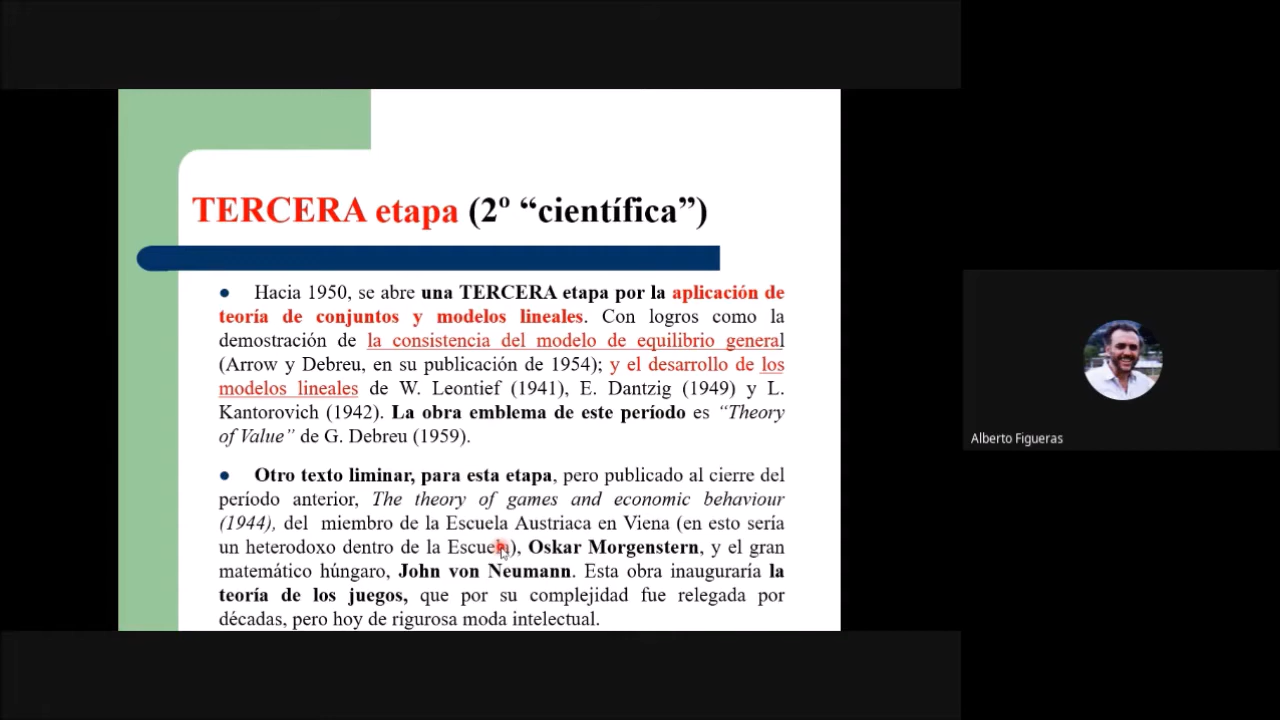 TERCERA etapa (2º “científica”)
● Hacia 1950, se abre una TERCERA etapa por la aplicación de
teoría de conjuntos y modelos lineales. Con logros como la
demostración de la consistencia del modelo de equilibrio general
(Arrow y Debreu, en su publicación de 1954); y el desarrollo de los
modelos lineales de W. Leontief (1941), E. Dantzig (1949) y L.
Kantorovich (1942). La obra emblema de este período es “Theory
of Value” de G. Debreu (1959).
● Otro texto liminar, para esta etapa, pero publicado al cierre del
período anterior, The theory of games and economic behaviour
(1944), del miembro de la Escuela Austriaca en Viena (en esto sería
un heterodoxo dentro de la Escuela), Oskar Morgenstern, y el gran
matemático húngaro, John von Neumann. Esta obra inauguraría la
teoría de los juegos, que por su complejidad fue relegada por
décadas, pero hoy de rigurosa moda intelectual.
Alberto Figueras